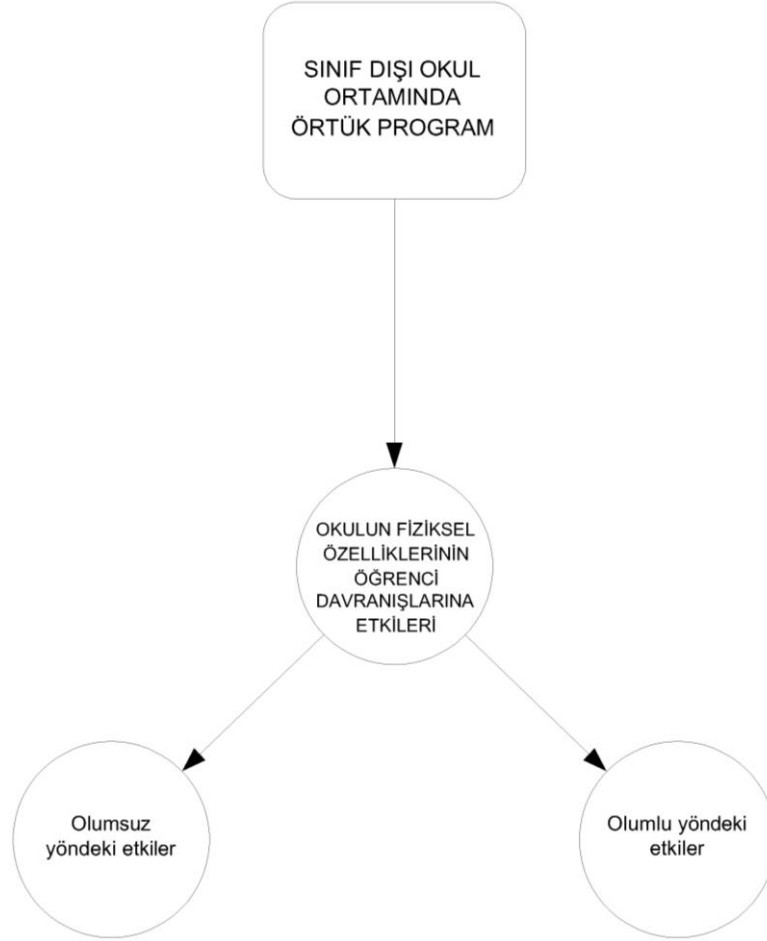 SINIF DIŞI OKUL
ORTAMINDA
ÖRTÜK PROGRAM
OKULUN FİZİKSEL
ÖZELLİKLERİNİN
ÖĞRENCİ
DAVRANIŞLARINA
ETKİLERİ
Olumsuz
yöndeki etkiler
Olumlu yöndeki
etkiler